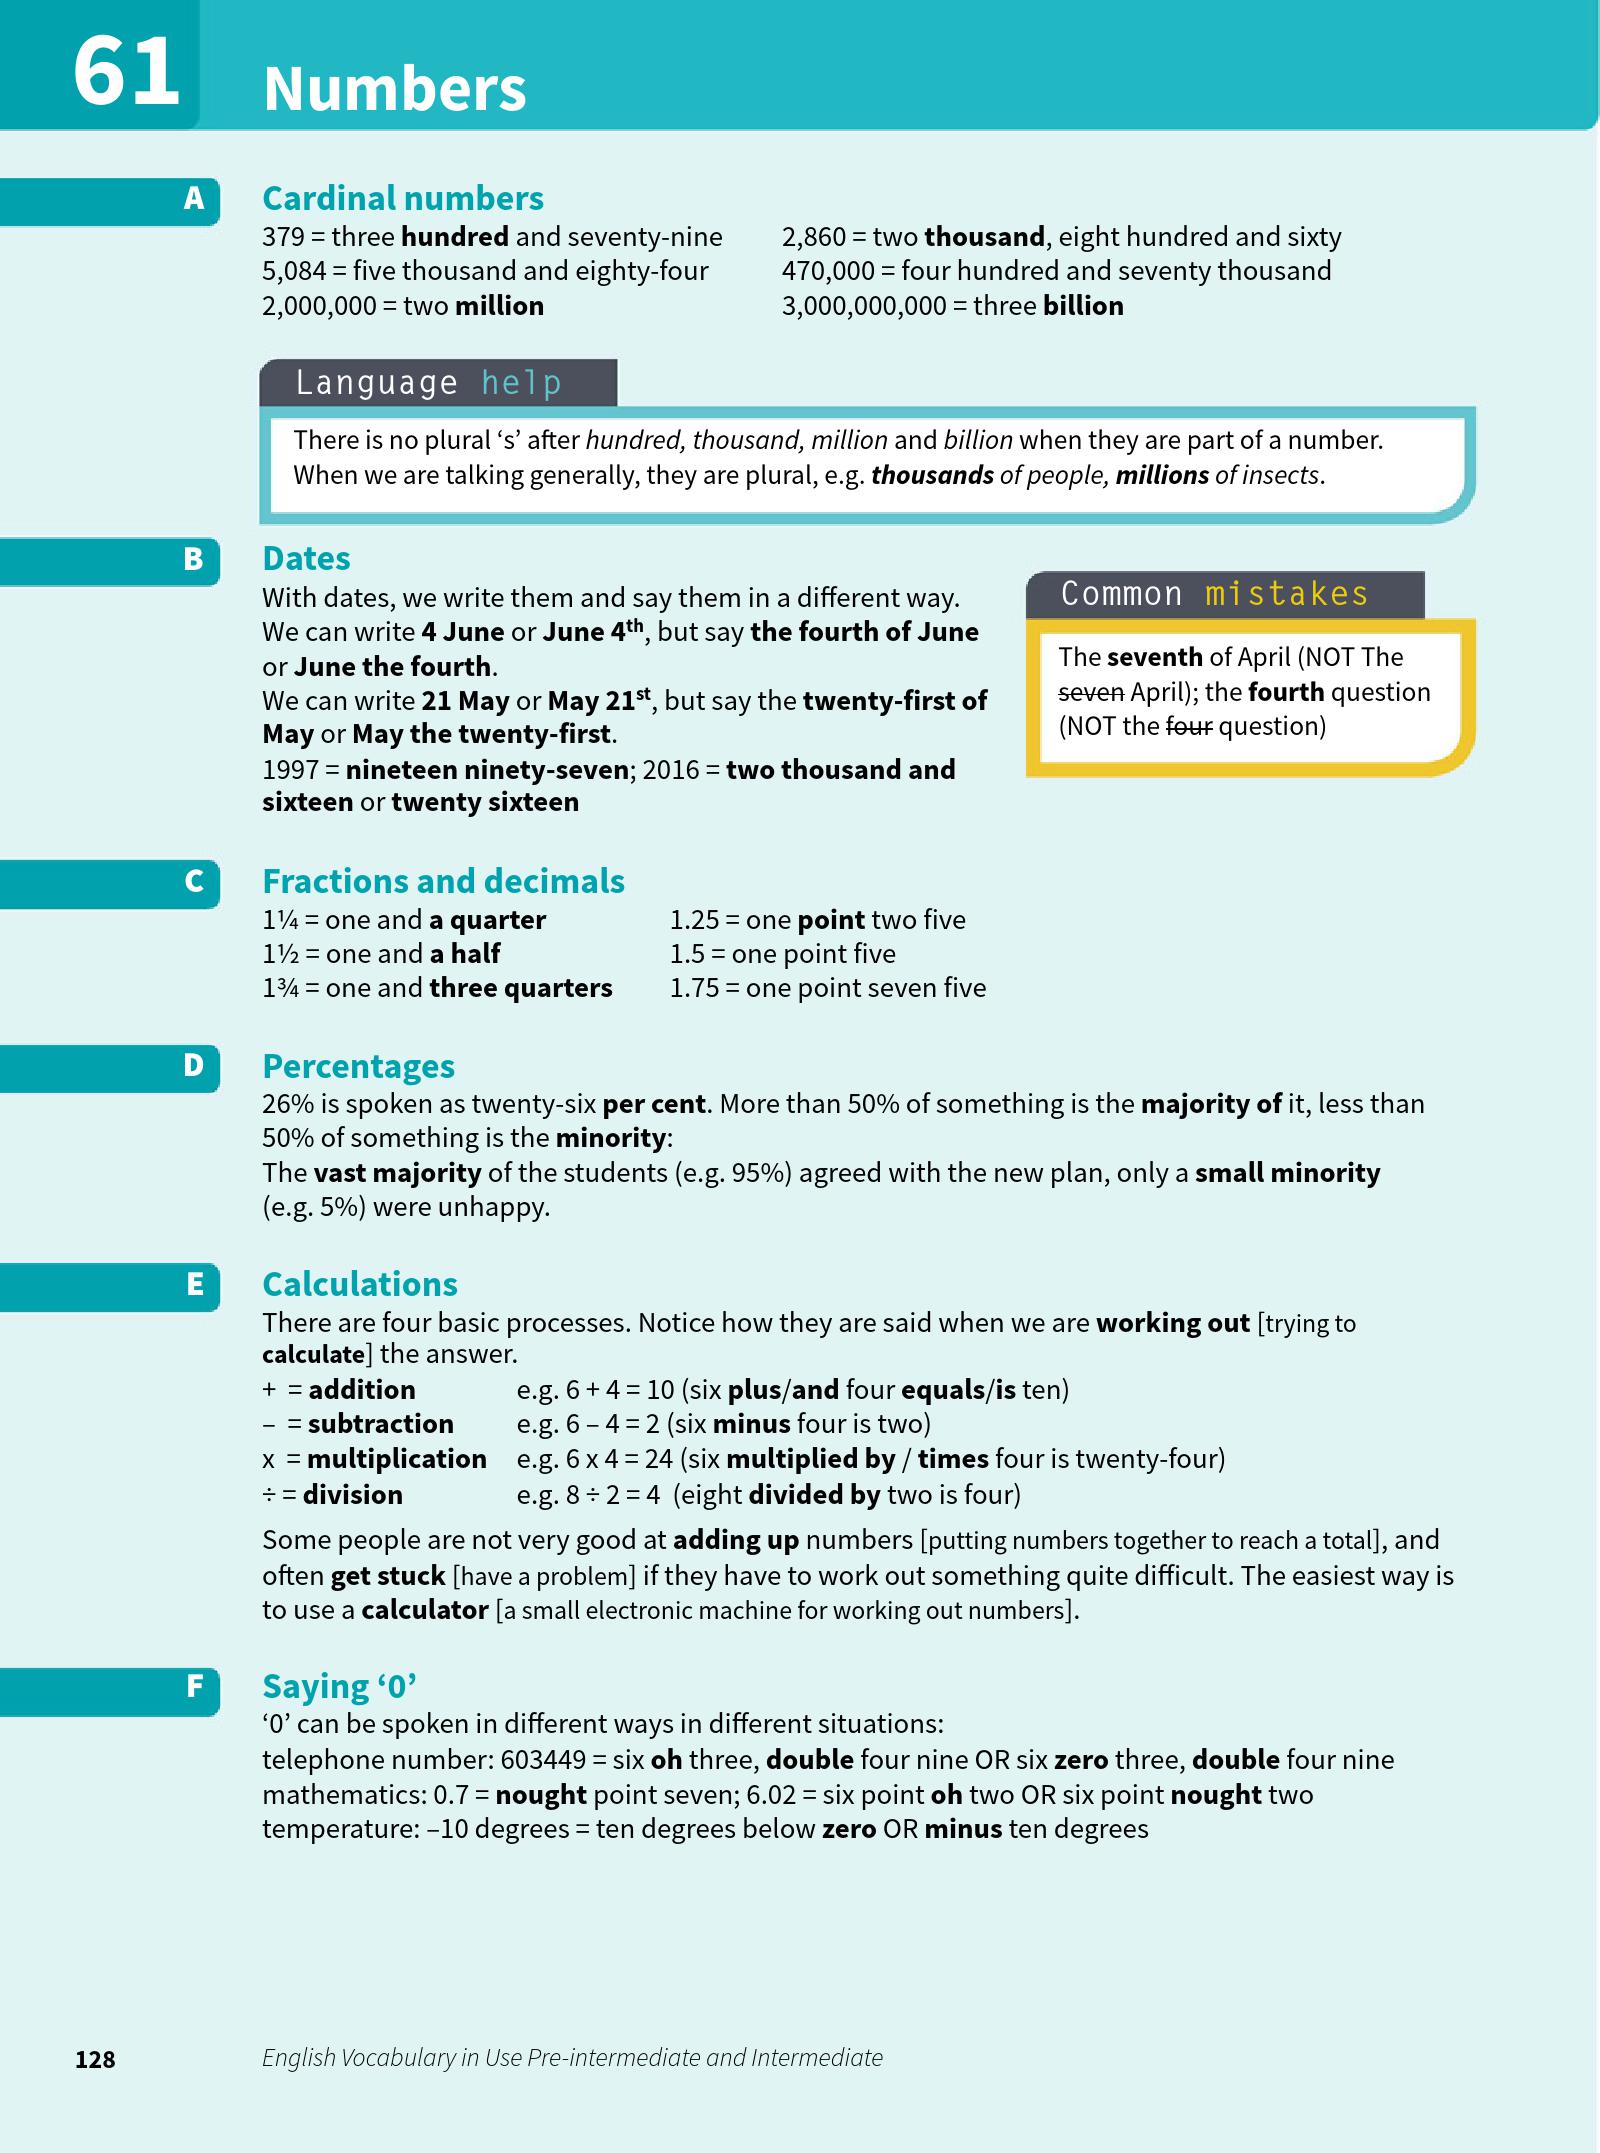 61
Numbers
A
Cardinal numbers
379 = three hundred and seventy-nine
2,860 = two thousand, eight hundred and sixty
5,084 = five thousand and eighty-four
470,000 = four hundred and seventy thousand
2,000,000 = two million
3,000,000,000 = three billion
Language help
There is no plural ‘s’ after hundred, thousand, million and billion when they are part of a number.
When we are talking generally, they are plural, e.g. thousands of people, millions of insects.
B
Dates
With dates, we write them and say them in a different way.
We can write 4 June or June 4th, but say the fourth of June
or June the fourth.
We can write 21 May or May 21st, but say the twenty-first of
May or May the twenty-first.
1997 = nineteen ninety-seven; 2016 = two thousand and
sixteen or twenty sixteen
Common mistakes
The seventh of April (NOT The
seven April); the fourth question
(NOT the four question)
C
Fractions and decimals
1¼ = one and a quarter
1.25 = one point two five
1½ = one and a half
1.5 = one point five
1¾ = one and three quarters
1.75 = one point seven five
D
Percentages
26% is spoken as twenty-six per cent. More than 50% of something is the majority of it, less than
50% of something is the minority:
The vast majority of the students (e.g. 95%) agreed with the new plan, only a small minority
(e.g. 5%) were unhappy.
E
Calculations
There are four basic processes. Notice how they are said when we are working out [trying to
calculate] the answer.
+ = addition e.g. 6 + 4 = 10 (six plus/and four equals/is ten)
– = subtraction e.g. 6 – 4 = 2 (six minus four is two)
x = multiplication e.g. 6 x 4 = 24 (six multiplied by / times four is twenty-four)
÷ = division e.g. 8 ÷ 2 = 4 (eight divided by two is four)
Some people are not very good at adding up numbers [putting numbers together to reach a total], and
often get stuck [have a problem] if they have to work out something quite difficult. The easiest way is
to use a calculator [a small electronic machine for working out numbers].
F
Saying ‘0’
‘0’ can be spoken in different ways in different situations:
telephone number: 603449 = six oh three, double four nine OR six zero three, double four nine
mathematics: 0.7 = nought point seven; 6.02 = six point oh two OR six point nought two
temperature: –10 degrees = ten degrees below zero OR minus ten degrees
128
English Vocabulary in Use Pre-intermediate and Intermediate